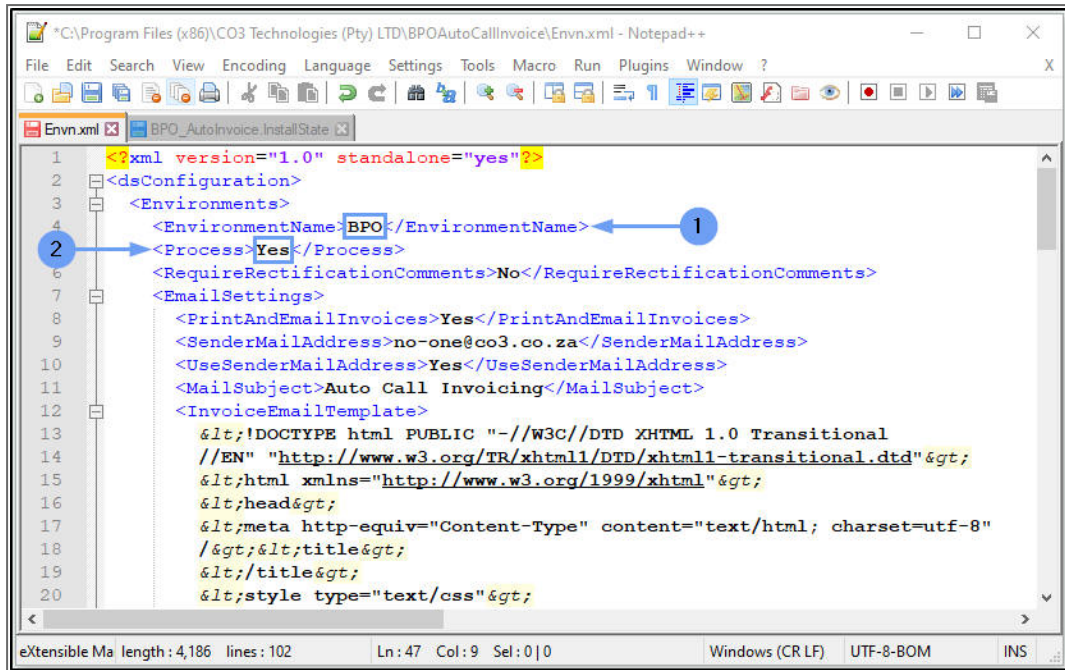 *C:\Program Files (x86)\CO3 Technologies (Pty) LTD\BPOAutoCallInvoice\Envn.xml - Notepad++
File Edit Search View Encoding Language Settings Tools Macro Run Plugins Window ? X
Envn.xml BPO_AutoInvoice.InstallState
1 <?xml version="1.0" standalone="yes"?>
2 <dsConfiguration>
3 <Environments>
4 <EnvironmentName>BPO</EnvironmentName> 1
2 <Process>Yes</Process>
6 <RequireRectificationComments>No</RequireRectificationComments>
7 <EmailSettings>
8 <PrintAndEmailInvoices>Yes</PrintAndEmailInvoices>
9 <SenderMailAddress>no-one@co3.co.za</SenderMailAddress>
10 <UseSenderMailAddress>Yes</UseSenderMailAddress>
11 <MailSubject>Auto Call Invoicing</MailSubject>
12 <InvoiceEmailTemplate>
13 &lt;!DOCTYPE html PUBLIC "-//W3C//DTD XHTML 1.0 Transitional
14 //EN" "http://www.w3.org/TR/xhtml1/DTD/xhtml1-transitional.dtd"&gt;
15 &lt;html xmlns="http://www.w3.org/1999/xhtml"&gt;
16 &lt;head&gt;
17 &lt;meta http-equiv="Content-Type" content="text/html; charset=utf-8"
18 /&gt;&lt;title&gt;
19 &lt;/title&gt;
20 &lt;style type="text/css"&gt;
eXtensible Ma length : 4,186 lines : 102 Ln : 47 Col : 9 Sel : 0 | 0 Windows (CR LF) UTF-8-BOM INS